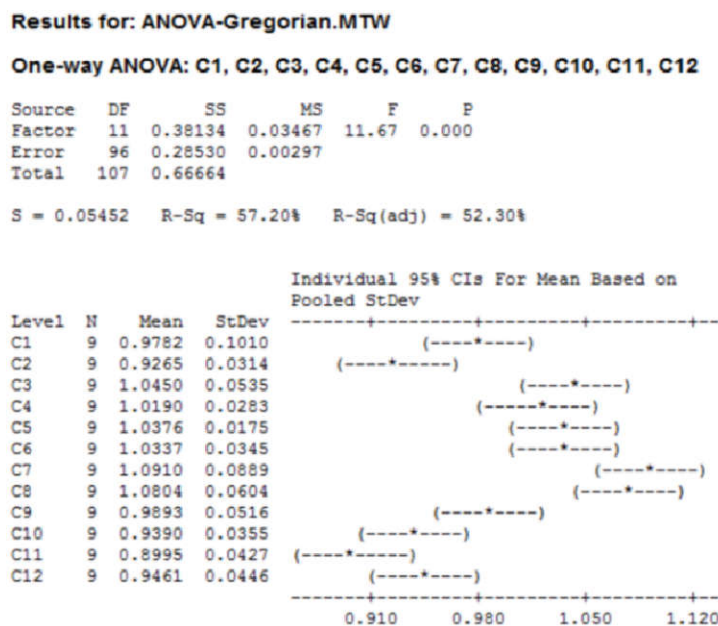 Results for: ANOVA-Gregorian.MTW
One-way ANOVA: C1, C2, C3, C4, C5, C6, C7, C8, C9, C10, C11, C12
Source DF SS MS F P
Factor 11 0.38134 0.03467 11.67 0.000
Error 96 0.28530 0.00297
Total 107 0.66664
S = 0.05452 R-Sq = 57.20% R-Sq(adj) = 52.30%
Individual 95% CIs For Mean Based on
Pooled StDev
Level N Mean StDev -------+---------+---------+---------+--
C1 9 0.9782 0.1010 (----*----)
C2 9 0.9265 0.0314 (----*-----)
C3 9 1.0450 0.0535 (----*----)
C4 9 1.0190 0.0283 (-----*----)
C5 9 1.0376 0.0175 (----*----)
C6 9 1.0337 0.0345 (----*----)
C7 9 1.0910 0.0889 (----*----)
C8 9 1.0804 0.0604 (----*----)
C9 9 0.9893 0.0516 (----*----)
C10 9 0.9390 0.0355 (----*----)
C11 9 0.8995 0.0427 (----*-----)
C12 9 0.9461 0.0446 (----*----)
-------+---------+---------+---------+--
0.910 0.980 1.050 1.120